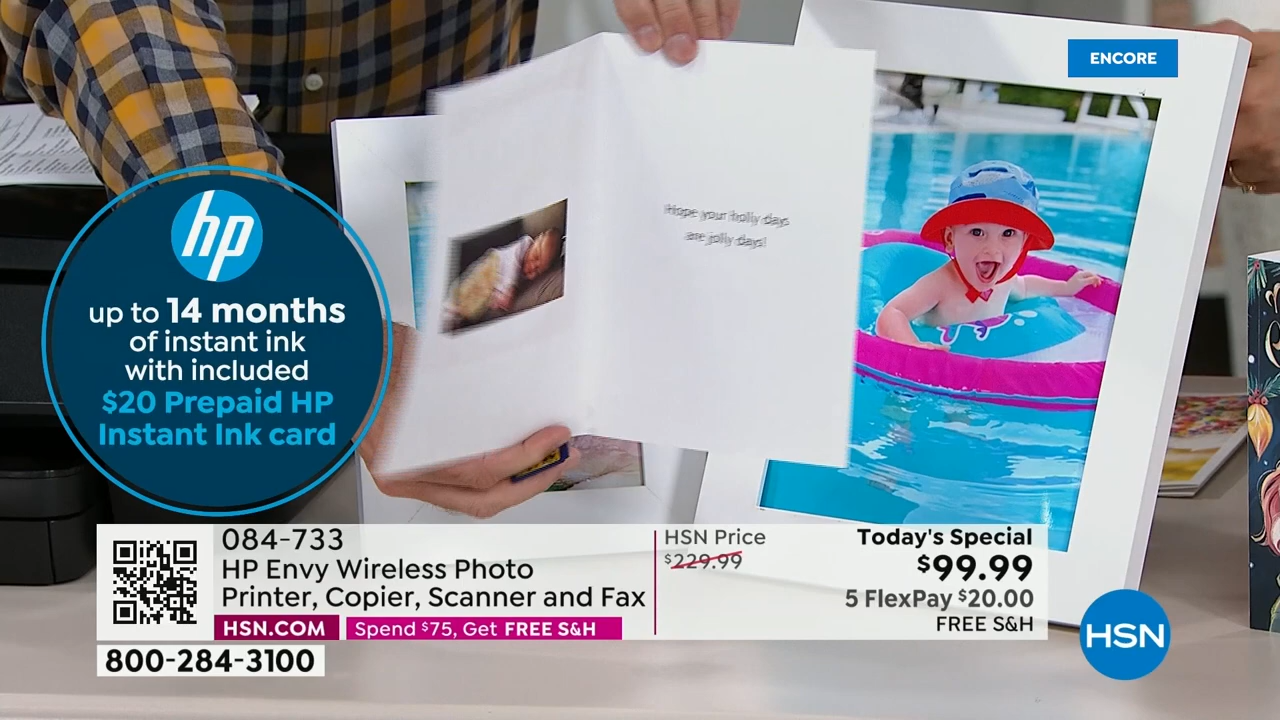 ENCORE
hp
up to 14 months
of instant ink
with included
$20 Prepaid HP
Instant Ink card
Hope your holly days
are jolly days!
084-733
HP Envy Wireless Photo
Printer, Copier, Scanner and Fax
HSN.COM
Spend $75, Get FREE S&H
800-284-3100
HSN Price
$229.99
Today's Special
$99.99
5 FlexPay $20.00
FREE S&H
HSN